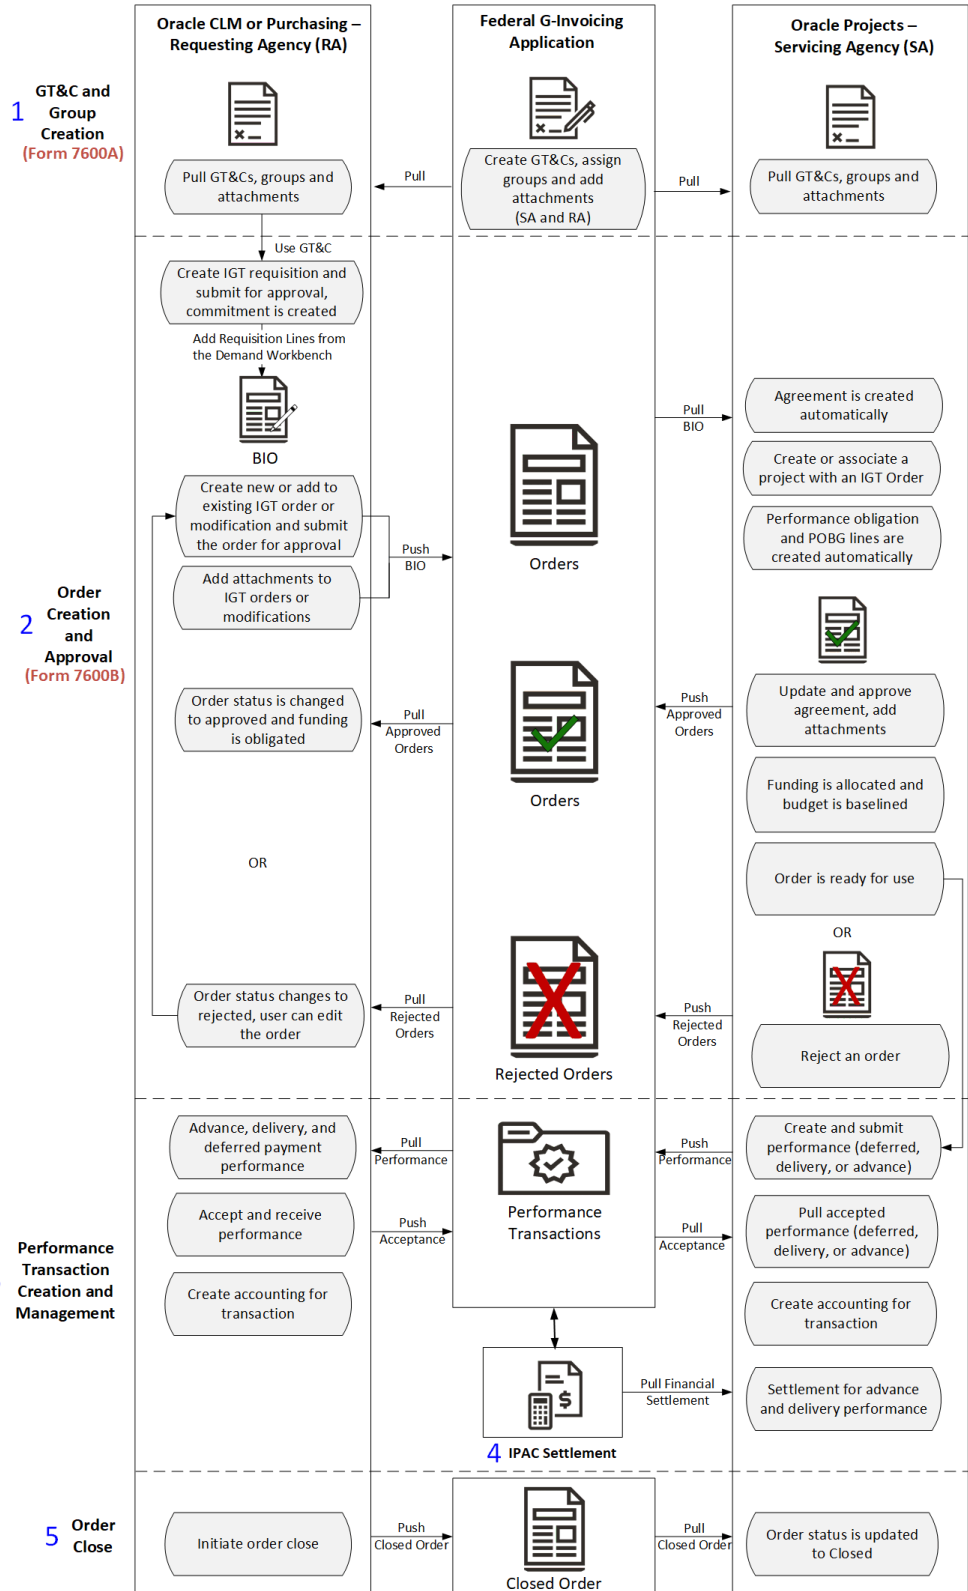 Oracle CLM or Purchasing –
Requesting Agency (RA)
Federal G-Invoicing
Application
Oracle Projects –
Servicing Agency (SA)
1
GT&C and
Group
Creation
(Form 7600A)
Pull GT&Cs, groups and
attachments
Pull
Create GT&Cs, assign
groups and add
attachments
(SA and RA)
Pull
Pull GT&Cs, groups and
attachments
Use GT&C
Create IGT requisition and
submit for approval,
commitment is created
Add Requisition Lines from
the Demand Workbench
BIO
Create new or add to
existing IGT order or
modification and submit
the order for approval
Add attachments to
IGT orders or
modifications
Push
BIO
Orders
Pull
BIO
Agreement is created
automatically
Create or associate a
project with an IGT Order
Performance obligation
and POBG lines are
created automatically
2
Order
Creation
and
Approval
(Form 7600B)
Order status is changed
to approved and funding
is obligated
Pull
Approved
Orders
Orders
Push
Approved
Orders
Update and approve
agreement, add
attachments
Funding is allocated and
budget is baselined
Order is ready for use
OR
OR
Order status changes to
rejected, user can edit
the order
Pull
Rejected
Orders
Rejected Orders
Push
Rejected
Orders
Reject an order
Performance
Transaction
Creation and
Management
Advance, delivery, and
deferred payment
performance
Pull
Performance
Performance
Transactions
Push
Performance
Create and submit
performance (deferred,
delivery, or advance)
Accept and receive
performance
Push
Acceptance
Pull
Acceptance
Pull accepted
performance (deferred,
delivery, or advance)
Create accounting for
transaction
Create accounting for
transaction
4 IPAC Settlement
Pull Financial
Settlement
Settlement for advance
and delivery performance
5
Order
Close
Initiate order close
Push
Closed Order
Closed Order
Pull
Closed Order
Order status is updated
to Closed